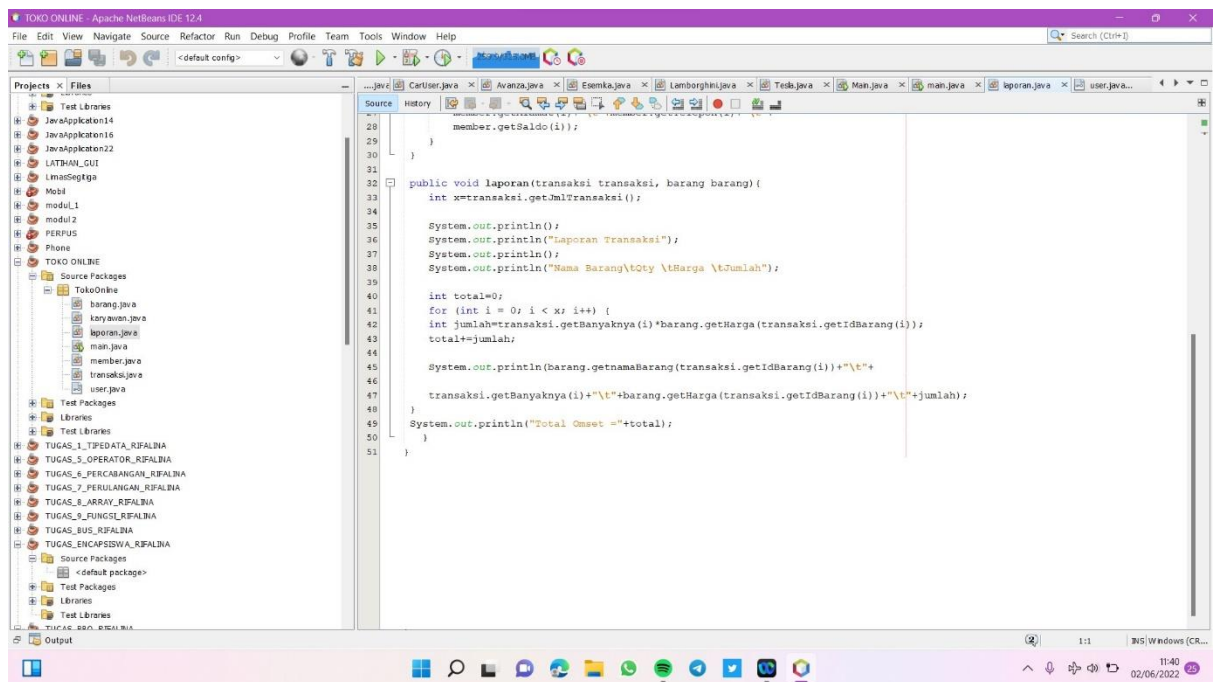 TOKO ONLINE - Apache NetBeans IDE 12.4
File Edit View Navigate Source Refactor Run Debug Profile Team Tools Window Help
Search (Ctrl+I)
<default config>
Projects Files
....java CarUser.java Avanza.java Esemka.java Lamborghini.java Tesla.java Main.java main.java laporan.java user.java...
Source History
Test Libraries
JavaApplication14
JavaApplication16
JavaApplication22
LATIHAN_GUI
LimasSegitiga
Mobil
modul_1
modul 2
PERPUS
Phone
TOKO ONLINE
Source Packages
TokoOnline
barang.java
karyawan.java
laporan.java
main.java
member.java
transaksi.java
user.java
Test Packages
Libraries
Test Libraries
TUGAS_1_TIPEDATA_RIFALINA
TUGAS_5_OPERATOR_RIFALINA
TUGAS_6_PERCABANGAN_RIFALINA
TUGAS_7_PERULANGAN_RIFALINA
TUGAS_8_ARRAY_RIFALINA
TUGAS_9_FUNGSI_RIFALINA
TUGAS_BUS_RIFALINA
TUGAS_ENCAPSISWA_RIFALINA
Source Packages
<default package>
Test Packages
Libraries
Test Libraries
28 member.getSaldo(i));
29 }
30 }
31
32 public void laporan(transaksi transaksi, barang barang){
33 int x=transaksi.getJmlTransaksi();
34
35 System.out.println();
36 System.out.println("Laporan Transaksi");
37 System.out.println();
38 System.out.println("Nama Barang\tQty \tHarga \tJumlah");
39
40 int total=0;
41 for (int i = 0; i < x; i++) {
42 int jumlah=transaksi.getBanyaknya(i)*barang.getHarga(transaksi.getIdBarang(i));
43 total+=jumlah;
44
45 System.out.println(barang.getnamaBarang(transaksi.getIdBarang(i))+"\t"+
46
47 transaksi.getBanyaknya(i)+"\t"+barang.getHarga(transaksi.getIdBarang(i))+"\t"+jumlah);
48 }
49 System.out.println("Total Omset ="+total);
50 }
51 }
Output
2 1:1 INS Windows (CR...
11:40
02/06/2022 25